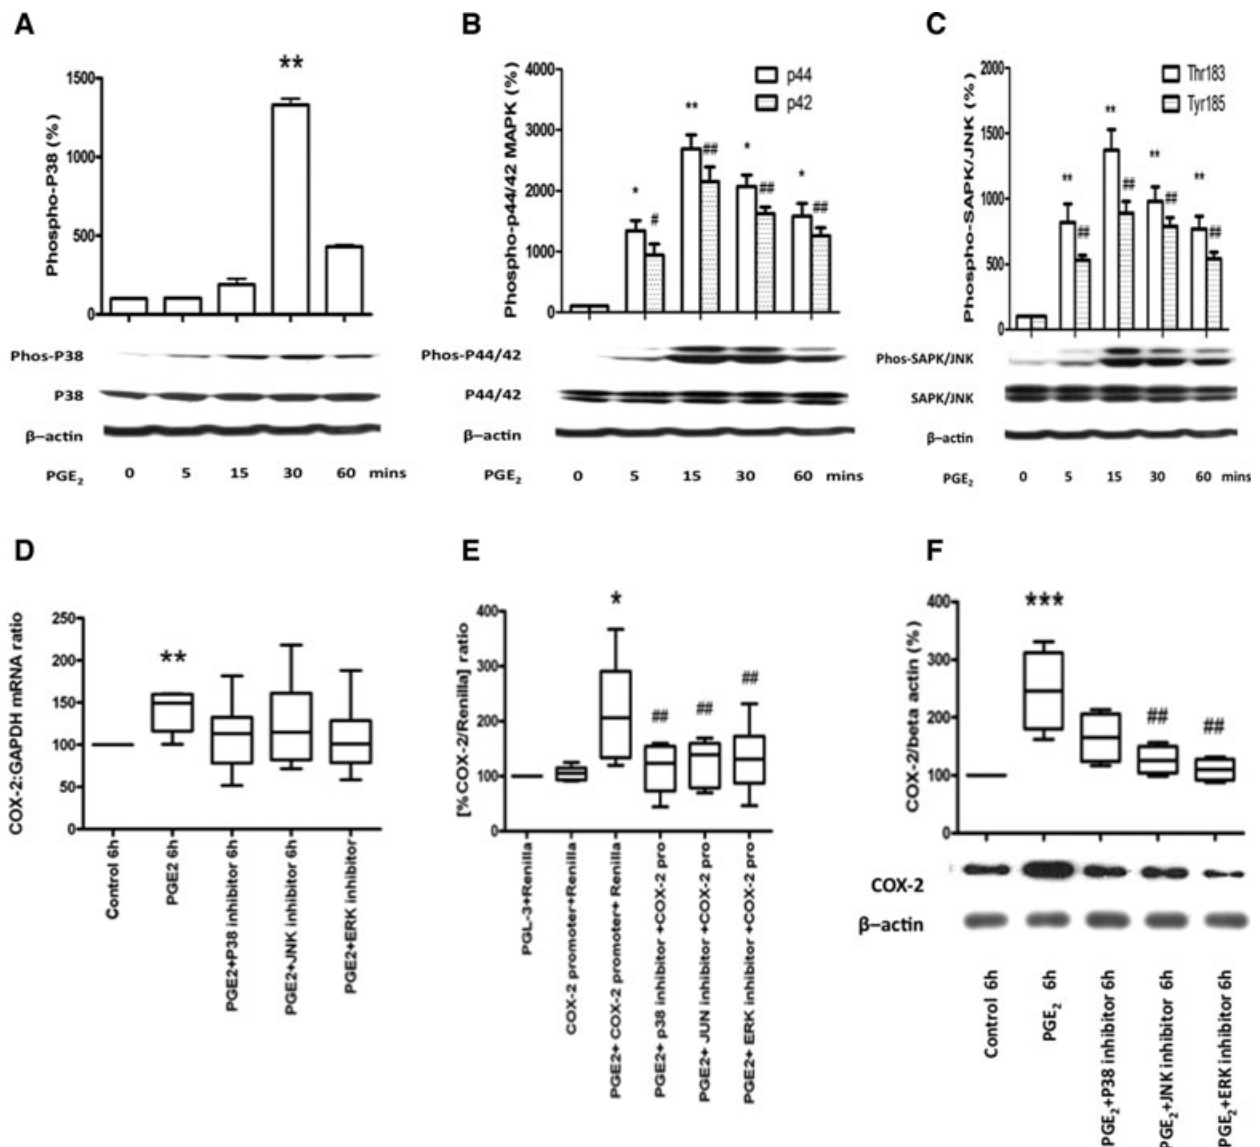 A
B
C
Phospho-P38 (%)
1500
1000
500
0
**
Phos-P38
P38
β–actin
PGE₂ 0 5 15 30 60 mins
Phospho-p44/42 MAPK (%)
4000
3000
2000
1000
0
p44
p42
* # ** ## * ## * ##
Phos-P44/42
P44/42
β–actin
PGE₂ 0 5 15 30 60 mins
Phospho-SAPK/JNK (%)
2000
1500
1000
500
0
Thr183
Tyr185
** ## ** ## ** ## ** ##
Phos-SAPK/JNK
SAPK/JNK
β–actin
PGE₂ 0 5 15 30 60 mins
D
E
F
COX-2:GAPDH mRNA ratio
250
200
150
100
50
0
**
Control 6h
PGE2 6h
PGE2+P38 inhibitor 6h
PGE2+JNK inhibitor 6h
PGE2+ERK inhibitor
[%COX-2/Renilla] ratio
400
300
200
100
0
* ## ## ##
PGL-3+Renilla
COX-2 promoter+Renilla
PGE2+ COX-2 promoter+ Renilla
PGE2+ p38 inhibitor +COX-2 pro
PGE2+ JUN inhibitor +COX-2 pro
PGE2+ ERK inhibitor +COX-2 pro
COX-2/beta actin (%)
400
300
200
100
0
*** ## ##
COX-2
β–actin
Control 6h
PGE₂ 6h
PGE₂+P38 inhibitor 6h
PGE₂+JNK inhibitor 6h
PGE₂+ERK inhibitor 6h